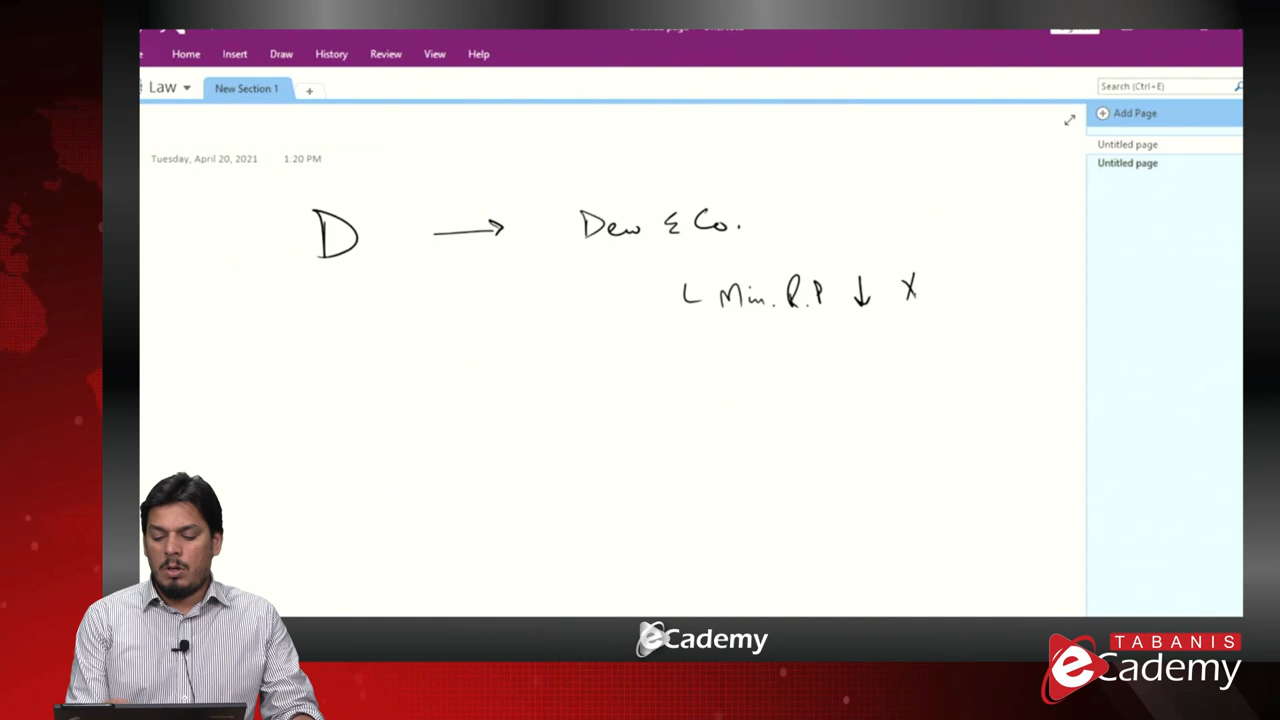 Home Insert Draw History Review View Help
Law New Section 1 +
Search (Ctrl+E)
Add Page
Untitled page
Untitled page
Tuesday, April 20, 2021 1:20 PM
D → Dew & Co.
Min. R.P ↓ X
eCademy
TABANIS
eCademy